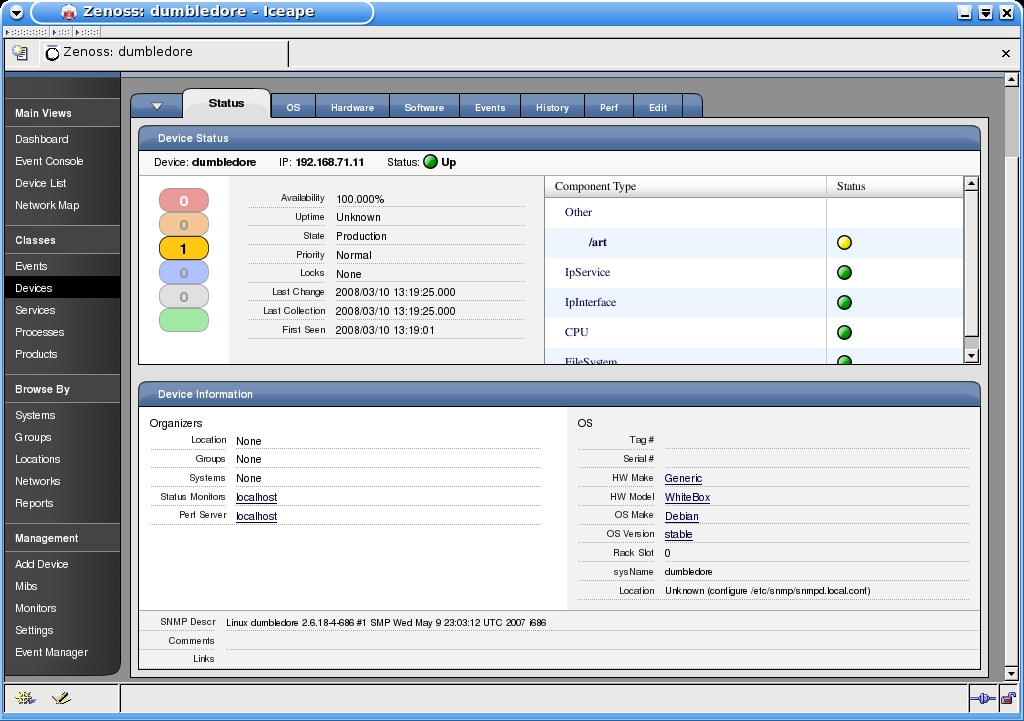 Zenoss: dumbledore - Iceape
Zenoss: dumbledore
Main Views
Dashboard
Event Console
Device List
Network Map
Classes
Events
Devices
Services
Processes
Products
Browse By
Systems
Groups
Locations
Networks
Reports
Management
Add Device
Mibs
Monitors
Settings
Event Manager
Status OS Hardware Software Events History Perf Edit
Device Status
Device: dumbledore IP: 192.168.71.11 Status: Up
0
0
1
0
0
Availability 100.000%
Uptime Unknown
State Production
Priority Normal
Locks None
Last Change 2008/03/10 13:19:25.000
Last Collection 2008/03/10 13:19:25.000
First Seen 2008/03/10 13:19:01
Component Type Status
Other
/art
IpService
IpInterface
CPU
FileSystem
Device Information
Organizers
Location None
Groups None
Systems None
Status Monitors localhost
Perf Server localhost
OS
Tag #
Serial #
HW Make Generic
HW Model WhiteBox
OS Make Debian
OS Version stable
Rack Slot 0
sysName dumbledore
Location Unknown (configure /etc/snmp/snmpd.local.conf)
SNMP Descr Linux dumbledore 2.6.18-4-686 #1 SMP Wed May 9 23:03:12 UTC 2007 i686
Comments
Links